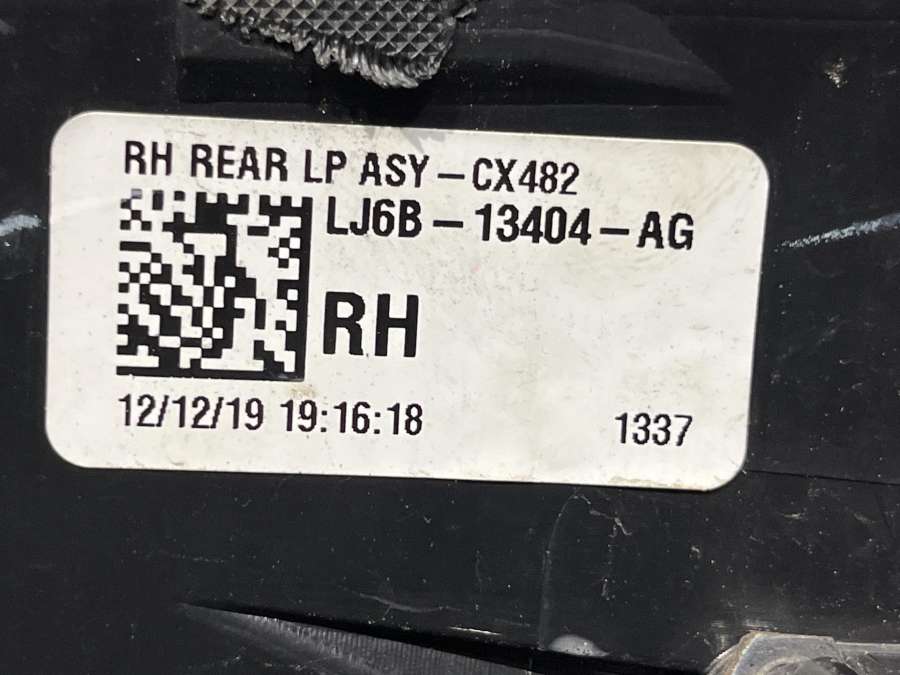 RH REAR LP ASY-CX482
LJ6B-13404-AG
RH
12/12/19 19:16:18 1337